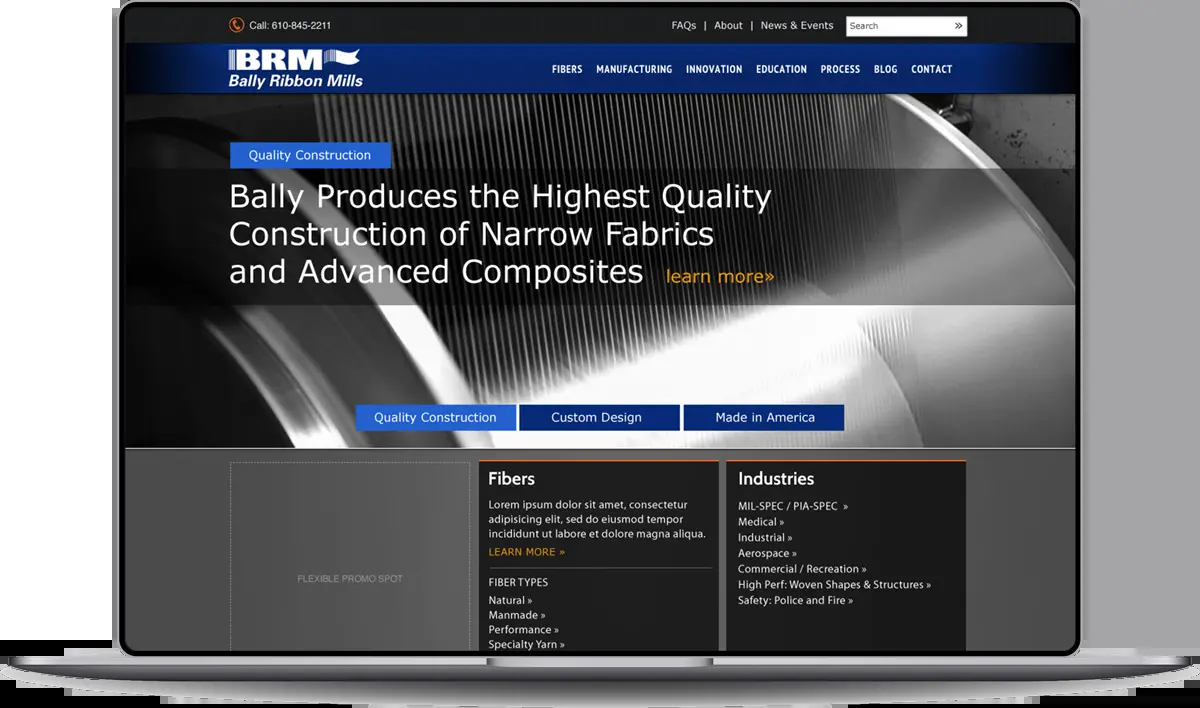 Call: 610-845-2211
FAQs | About | News & Events
Search »
BRM
Bally Ribbon Mills
FIBERS MANUFACTURING INNOVATION EDUCATION PROCESS BLOG CONTACT
Quality Construction
Bally Produces the Highest Quality
Construction of Narrow Fabrics
and Advanced Composites learn more»
Quality Construction Custom Design Made in America
FLEXIBLE PROMO SPOT
Fibers
Lorem ipsum dolor sit amet, consectetur
adipisicing elit, sed do eiusmod tempor
incididunt ut labore et dolore magna aliqua.
LEARN MORE »
FIBER TYPES
Natural »
Manmade »
Performance »
Specialty Yarn »
Industries
MIL-SPEC / PIA-SPEC »
Medical »
Industrial »
Aerospace »
Commercial / Recreation »
High Perf: Woven Shapes & Structures »
Safety: Police and Fire »